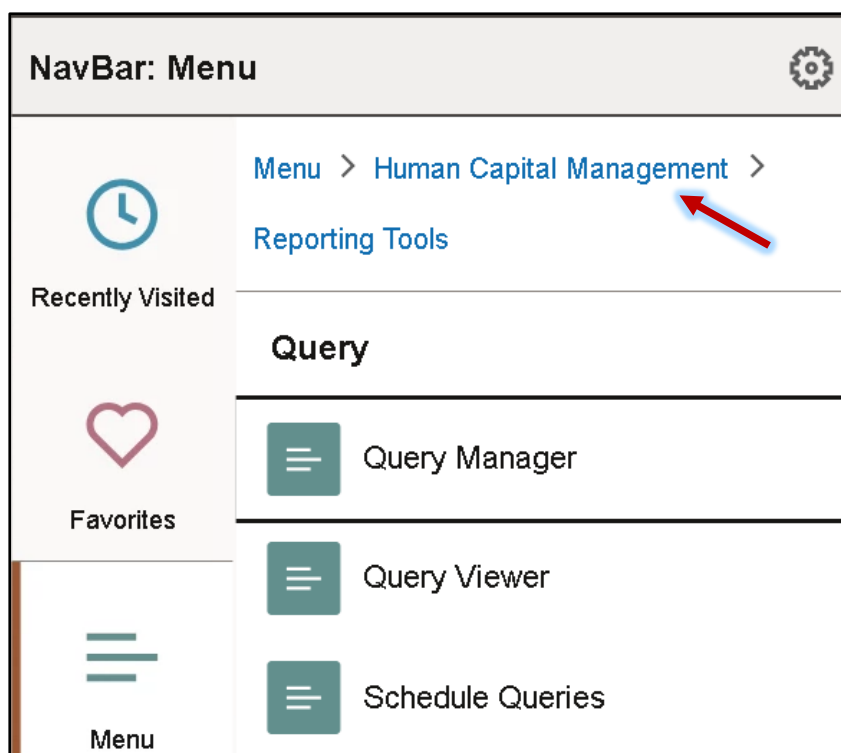 NavBar: Menu
Menu > Human Capital Management >
Reporting Tools
Recently Visited
Query
Query Manager
Favorites
Query Viewer
Schedule Queries
Menu